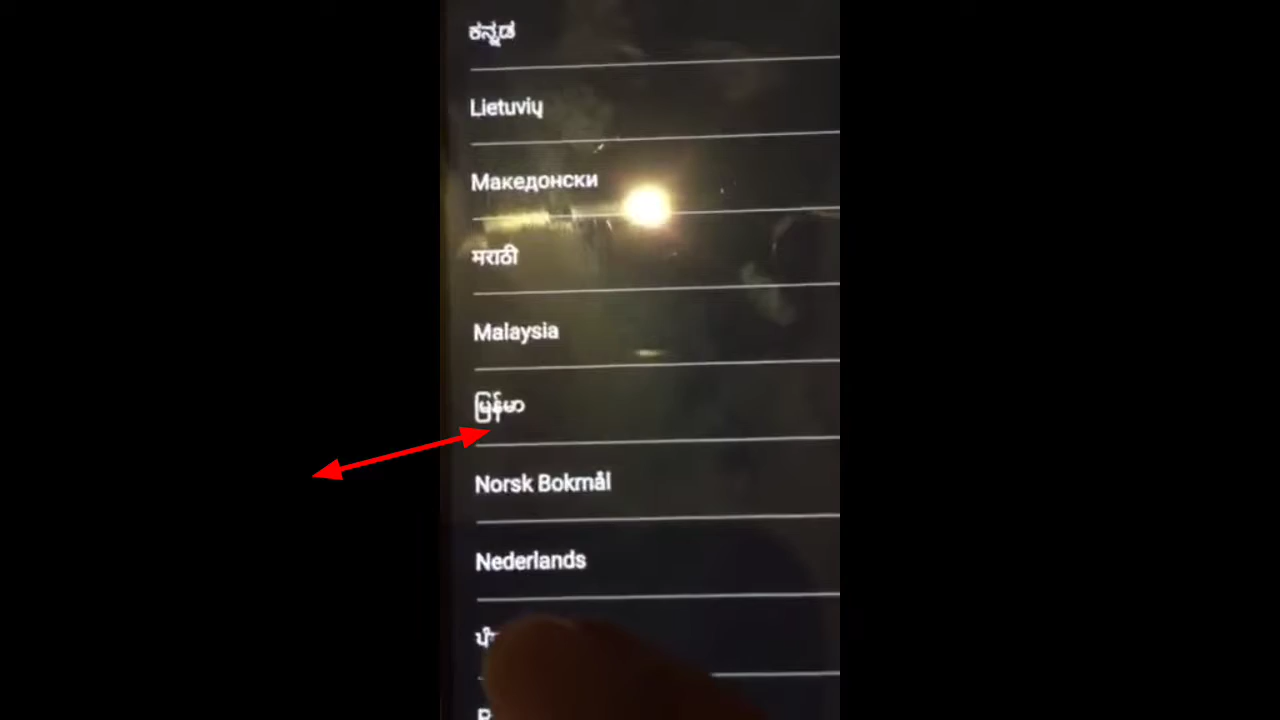 ಕನ್ನಡ
Lietuvių
Македонски
मराठी
Malaysia
မြန်မာ
Norsk Bokmål
Nederlands